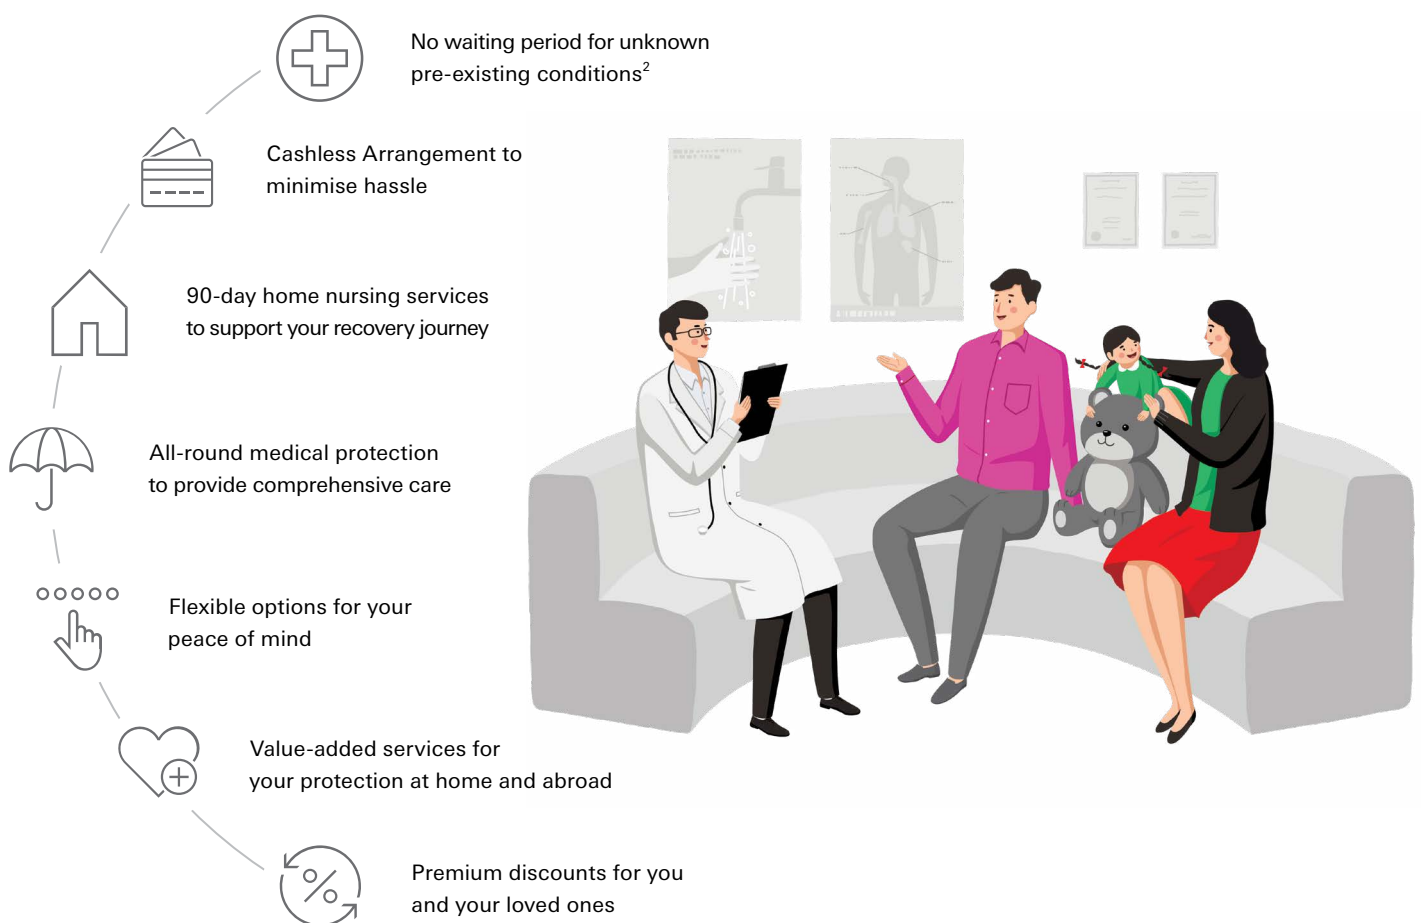 No waiting period for unknown
pre-existing conditions²
Cashless Arrangement to
minimise hassle
90-day home nursing services
to support your recovery journey
All-round medical protection
to provide comprehensive care
Flexible options for your
peace of mind
Value-added services for
your protection at home and abroad
Premium discounts for you
and your loved ones